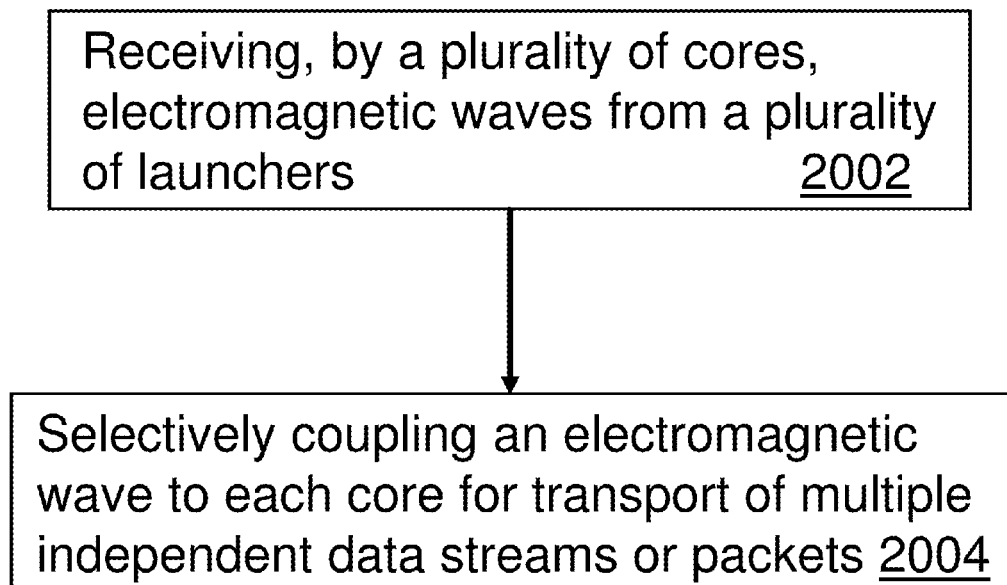 Receiving, by a plurality of cores,
electromagnetic waves from a plurality
of launchers 2002
Selectively coupling an electromagnetic
wave to each core for transport of multiple
independent data streams or packets 2004